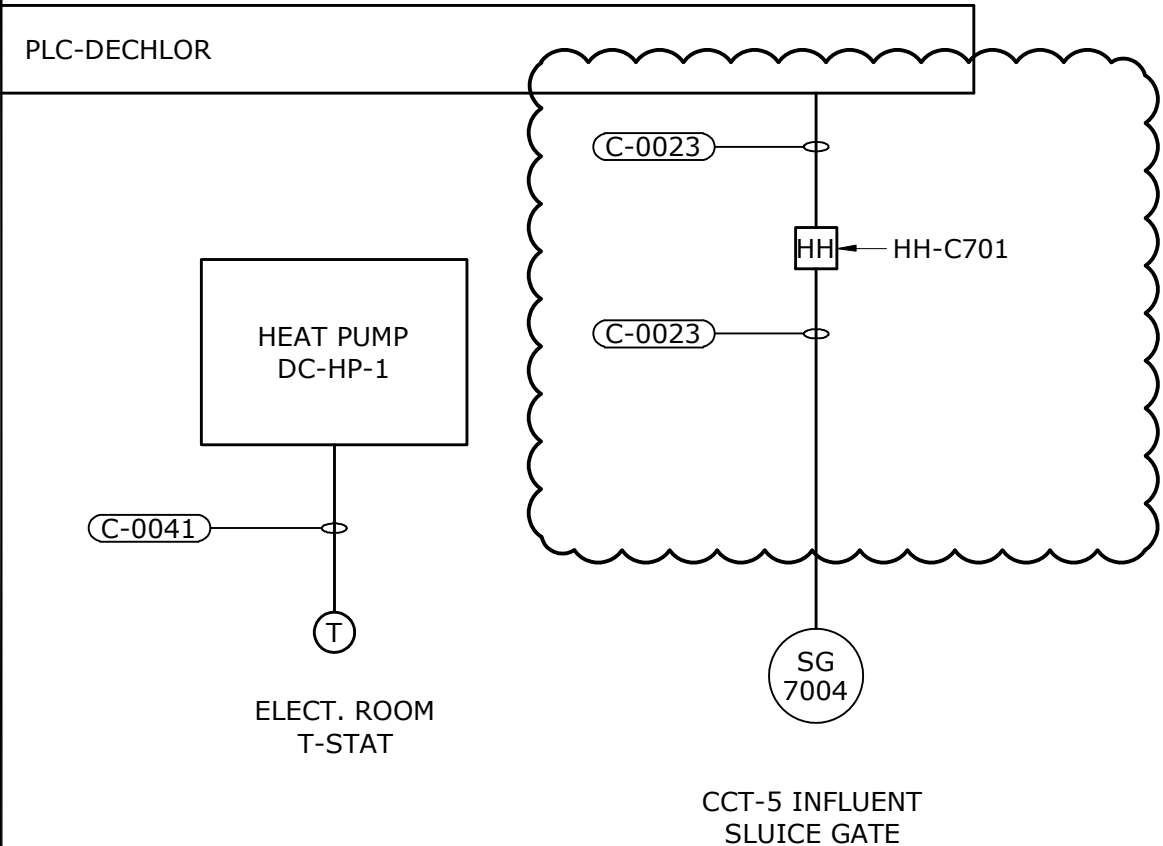 PLC-DECHLOR
C-0023
HH
HH-C701
HEAT PUMP
DC-HP-1
C-0023
C-0041
T
ELECT. ROOM
T-STAT
SG
7004
CCT-5 INFLUENT
SLUICE GATE